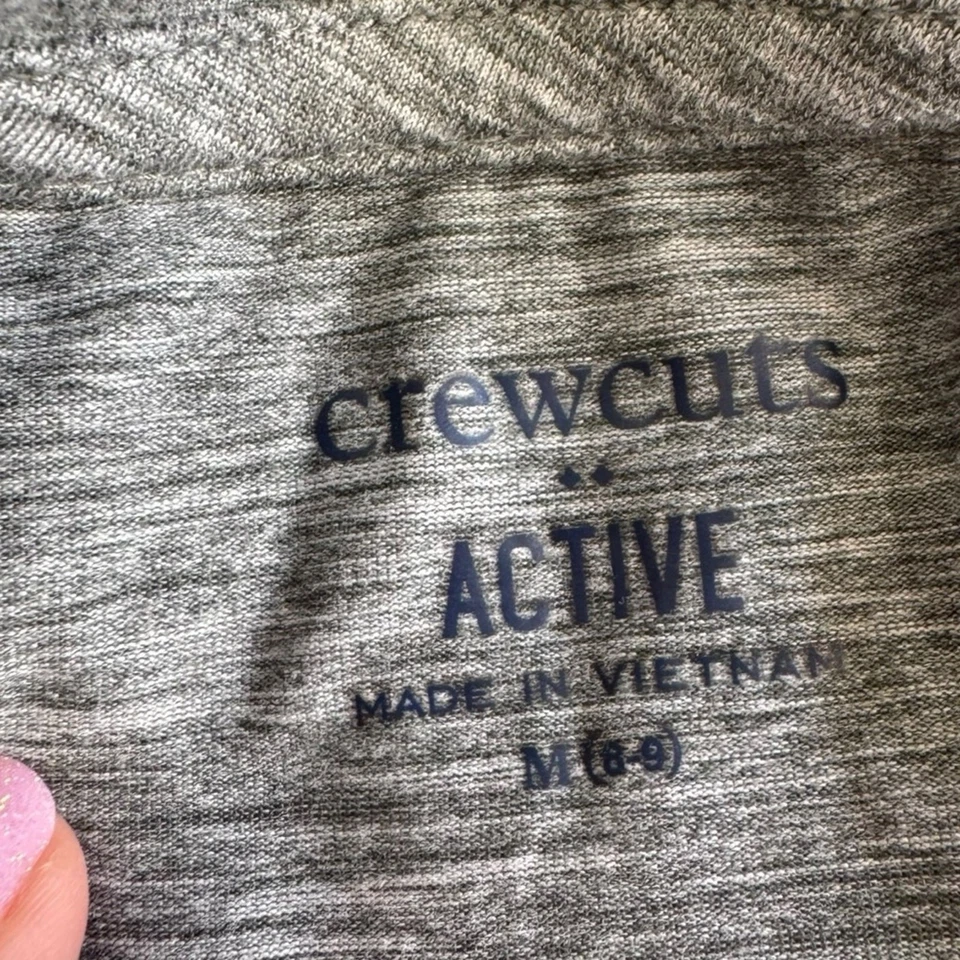 crewcuts
ACTIVE
MADE IN VIETNAM
M (8-9)